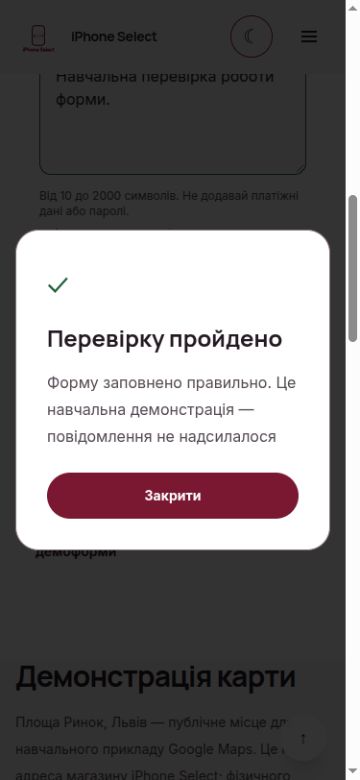 iPhone Select
iPhone Select
Навчальна перевірка роботи
форми.
Від 10 до 2000 символів. Не додавай платіжні
дані або паролі.
Перевірку пройдено
Форму заповнено правильно. Це
навчальна демонстрація —
повідомлення не надсилалося
Закрити
демоформи
Демонстрація карти
Площа Ринок, Львів — публічне місце для
навчального прикладу Google Maps. Це
адреса магазину iPhone Select; фізичного
↑